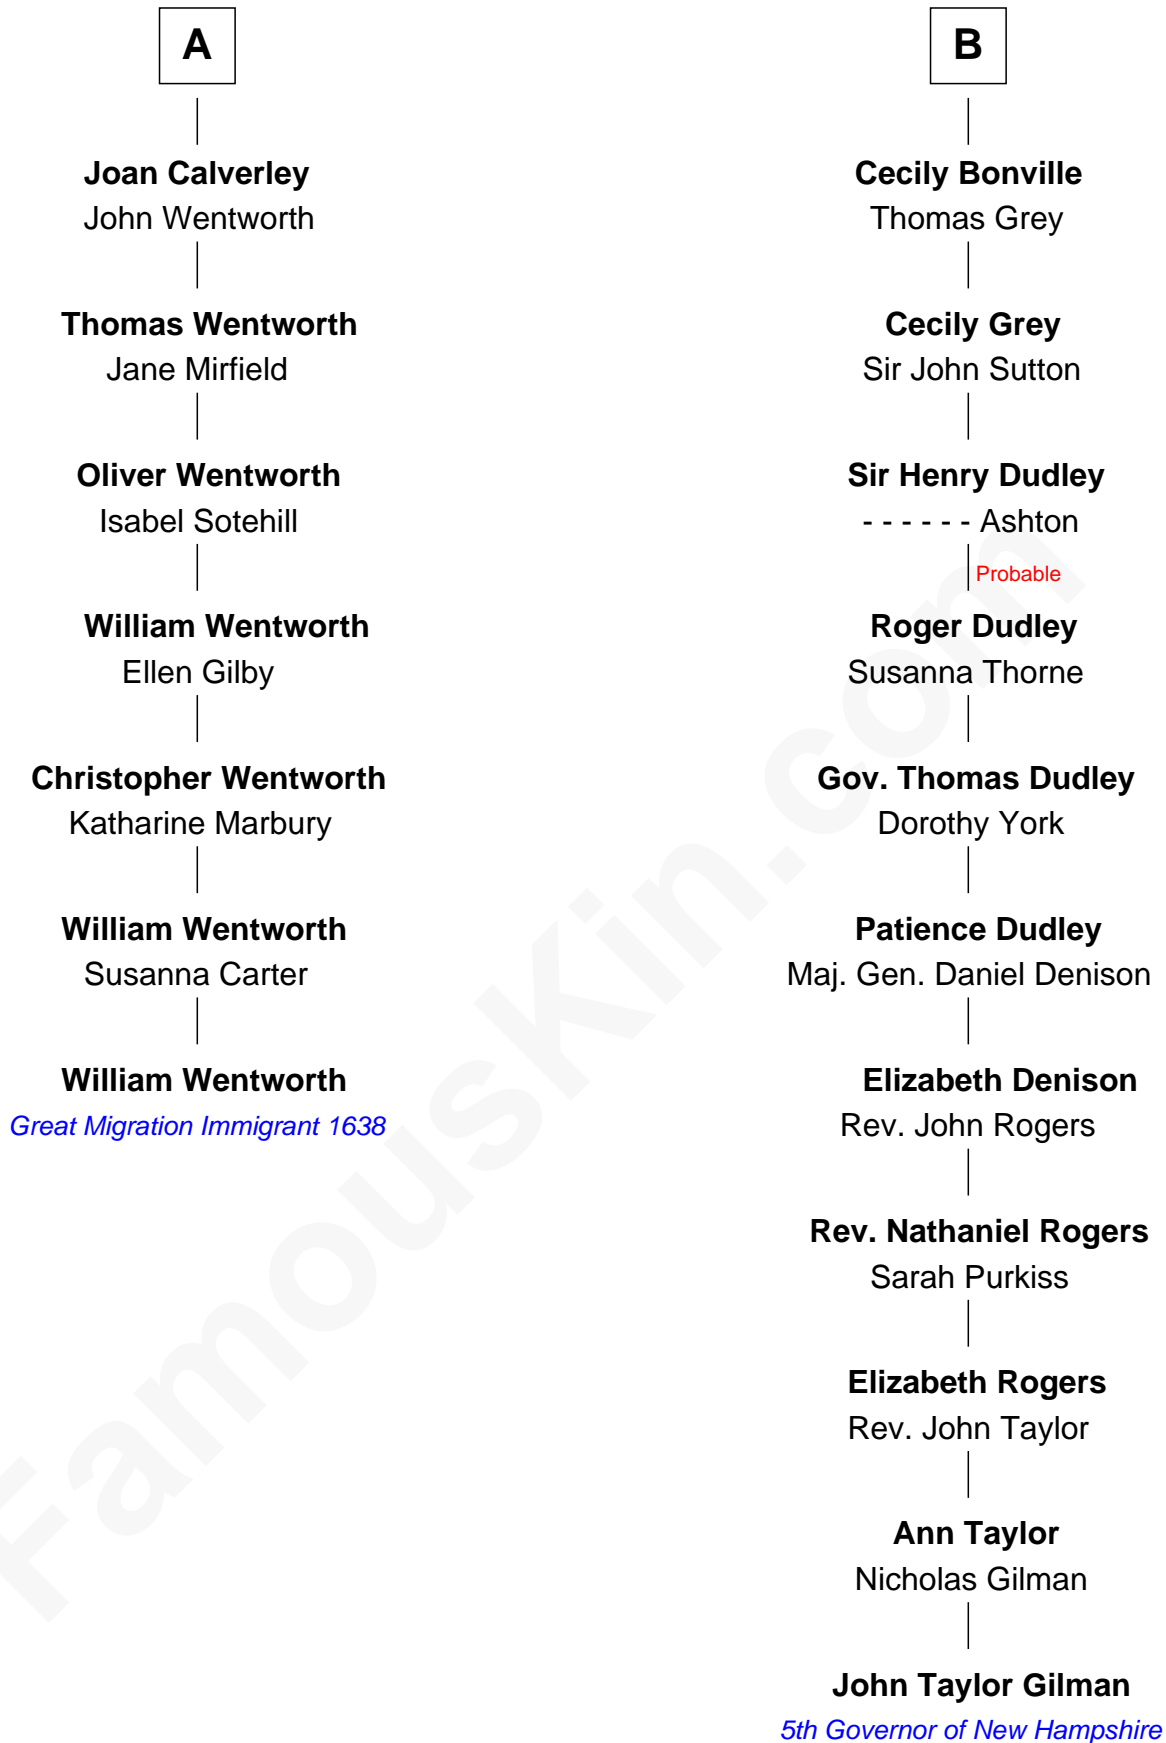 A
Joan Calverley
John Wentworth
Thomas Wentworth
Jane Mirfield
Oliver Wentworth
Isabel Sotehill
William Wentworth
Ellen Gilby
Christopher Wentworth
Katharine Marbury
William Wentworth
Susanna Carter
William Wentworth
Great Migration Immigrant 1638
B
Cecily Bonville
Thomas Grey
Cecily Grey
Sir John Sutton
Sir Henry Dudley
- - - - - - Ashton
Probable
Roger Dudley
Susanna Thorne
Gov. Thomas Dudley
Dorothy York
Patience Dudley
Maj. Gen. Daniel Denison
Elizabeth Denison
Rev. John Rogers
Rev. Nathaniel Rogers
Sarah Purkiss
Elizabeth Rogers
Rev. John Taylor
Ann Taylor
Nicholas Gilman
John Taylor Gilman
5th Governor of New Hampshire
FamousKin.com